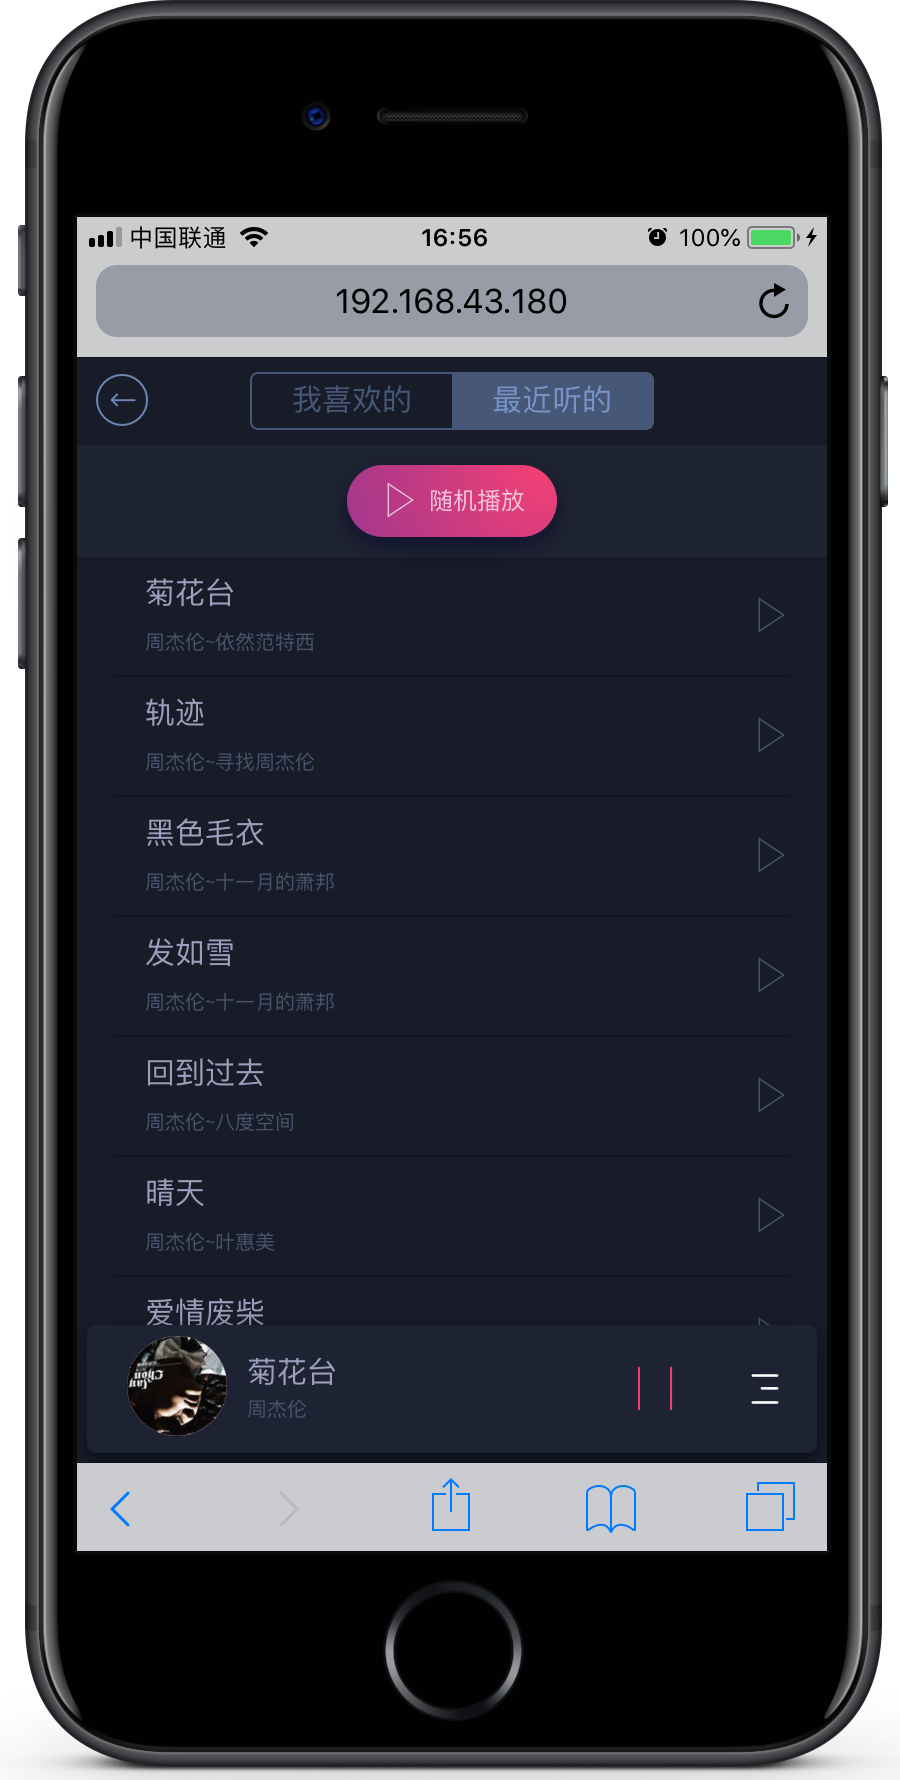 中国联通
16:56
100%
192.168.43.180
我喜欢的
最近听的
随机播放
菊花台
周杰伦~依然范特西
轨迹
周杰伦~寻找周杰伦
黑色毛衣
周杰伦~十一月的萧邦
发如雪
周杰伦~十一月的萧邦
回到过去
周杰伦~八度空间
晴天
周杰伦~叶惠美
爱情废柴
菊花台
周杰伦